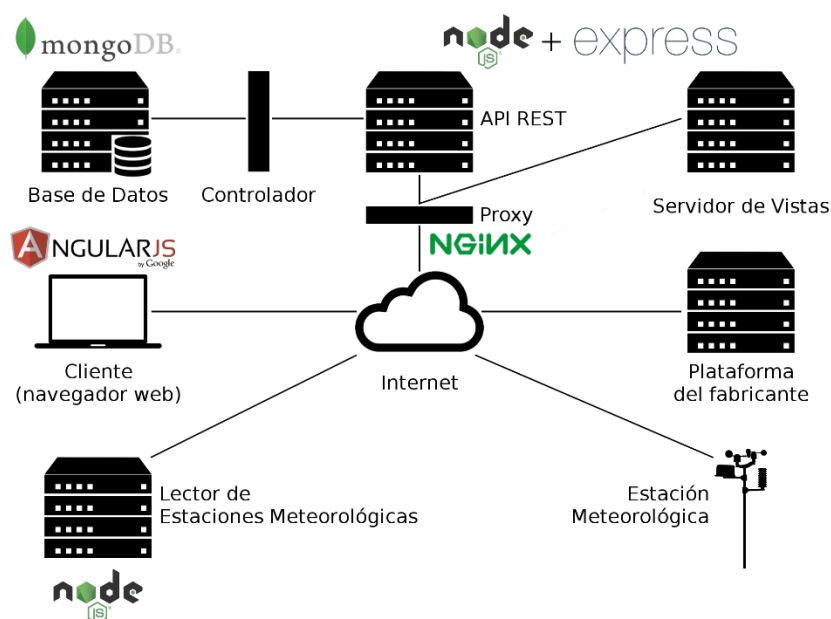 mongoDB®
node + express
JS®
API REST
Base de Datos
Controlador
Proxy
NGINX
Servidor de Vistas
ANGULARJS
by Google
Cliente
(navegador web)
Internet
Plataforma
del fabricante
Lector de
Estaciones Meteorológicas
Estación
Meteorológica
node
JS®